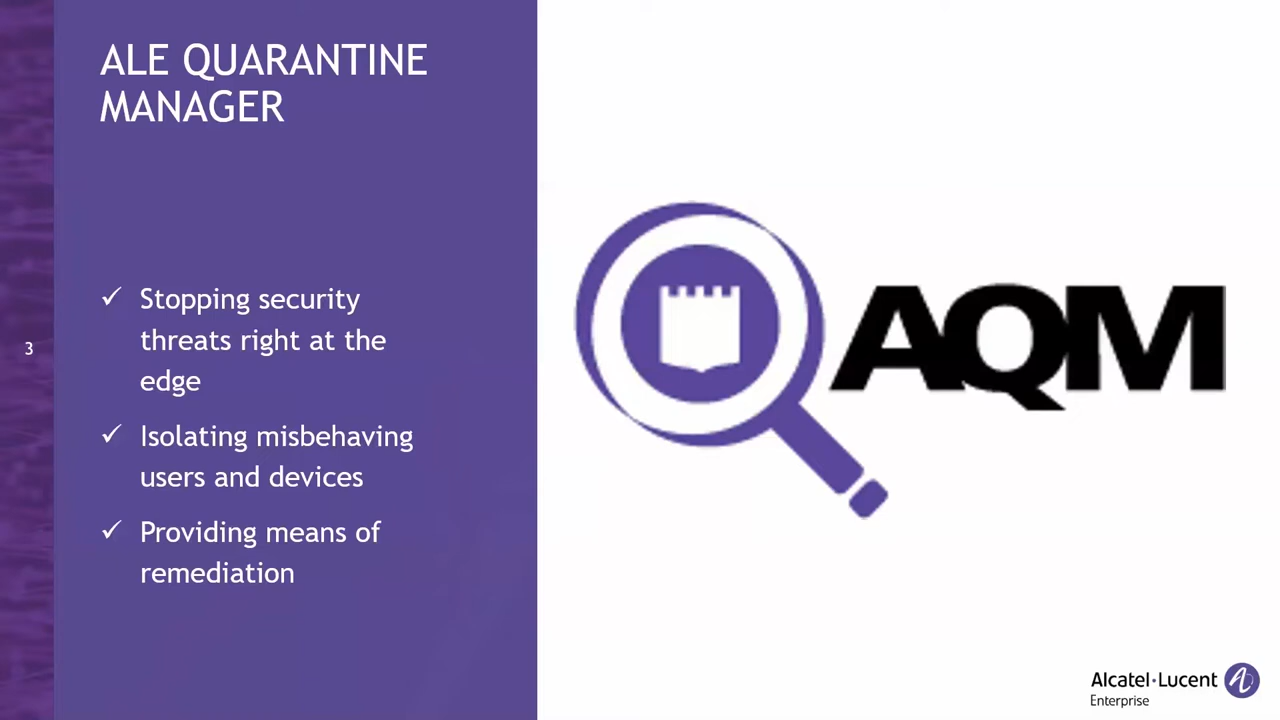 ALE QUARANTINE
MANAGER
✓ Stopping security
threats right at the
edge
✓ Isolating misbehaving
users and devices
✓ Providing means of
remediation
3
AQM
Alcatel·Lucent
Enterprise